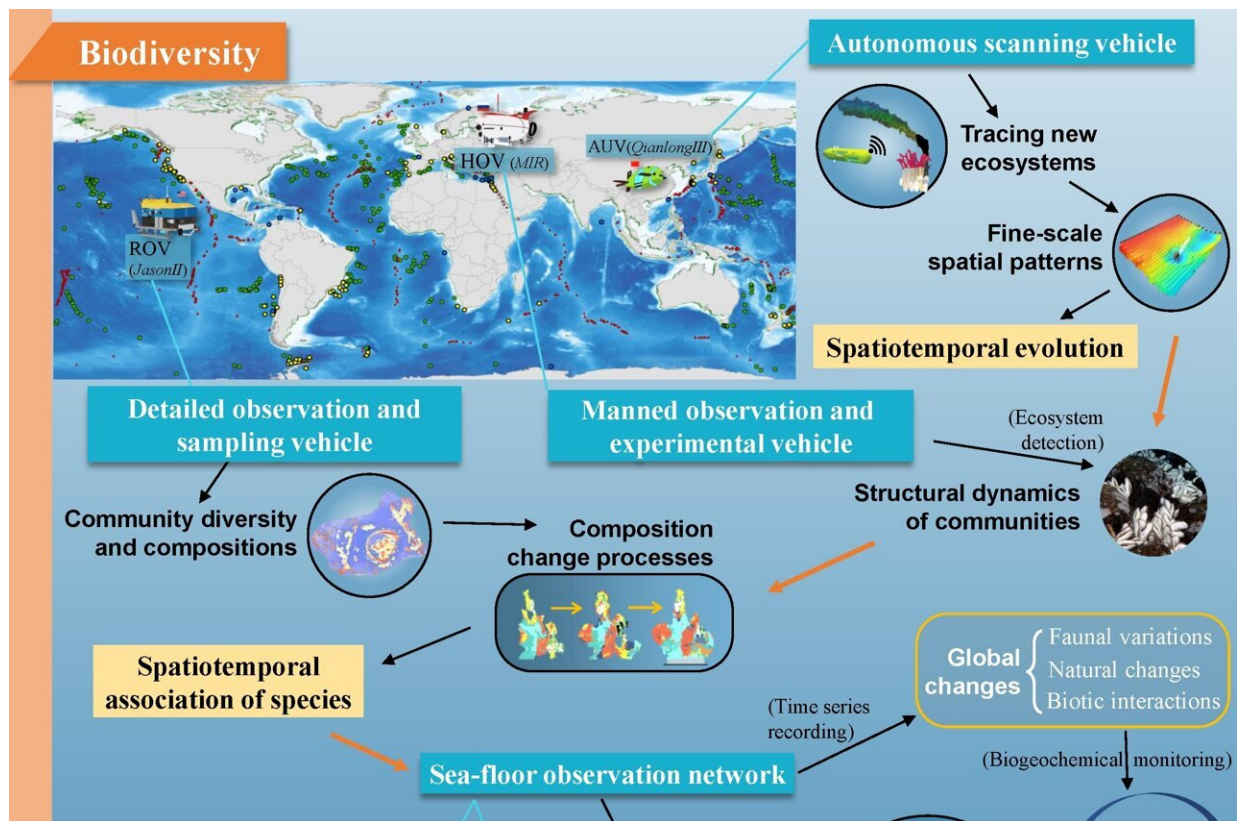 Biodiversity
Autonomous scanning vehicle
HOV (MIR)
AUV(QianlongIII)
ROV
(JasonII)
Tracing new
ecosystems
Fine-scale
spatial patterns
Spatiotemporal evolution
Detailed observation and
sampling vehicle
Manned observation and
experimental vehicle
(Ecosystem
detection)
Structural dynamics
of communities
Community diversity
and compositions
Composition
change processes
Spatiotemporal
association of species
Global
changes
Faunal variations
Natural changes
Biotic interactions
(Time series
recording)
Sea-floor observation network
(Biogeochemical monitoring)